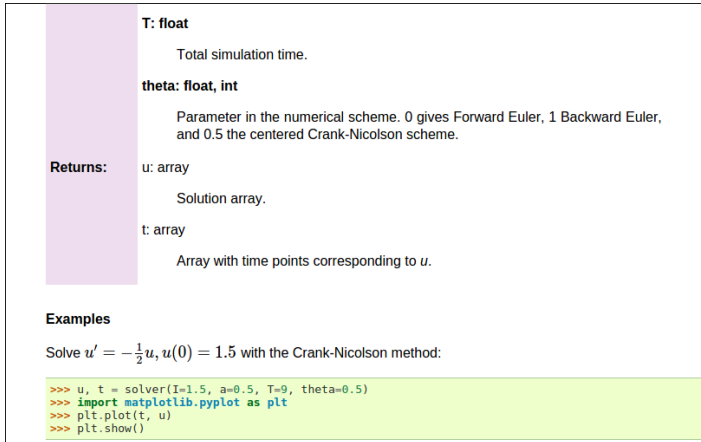 T: float
Total simulation time.
theta: float, int
Parameter in the numerical scheme. 0 gives Forward Euler, 1 Backward Euler,
and 0.5 the centered Crank-Nicolson scheme.
Returns: u: array
Solution array.
t: array
Array with time points corresponding to u.
Examples
Solve u′ = −½u, u(0) = 1.5 with the Crank-Nicolson method:
>>> u, t = solver(I=1.5, a=0.5, T=9, theta=0.5)
>>> import matplotlib.pyplot as plt
>>> plt.plot(t, u)
>>> plt.show()